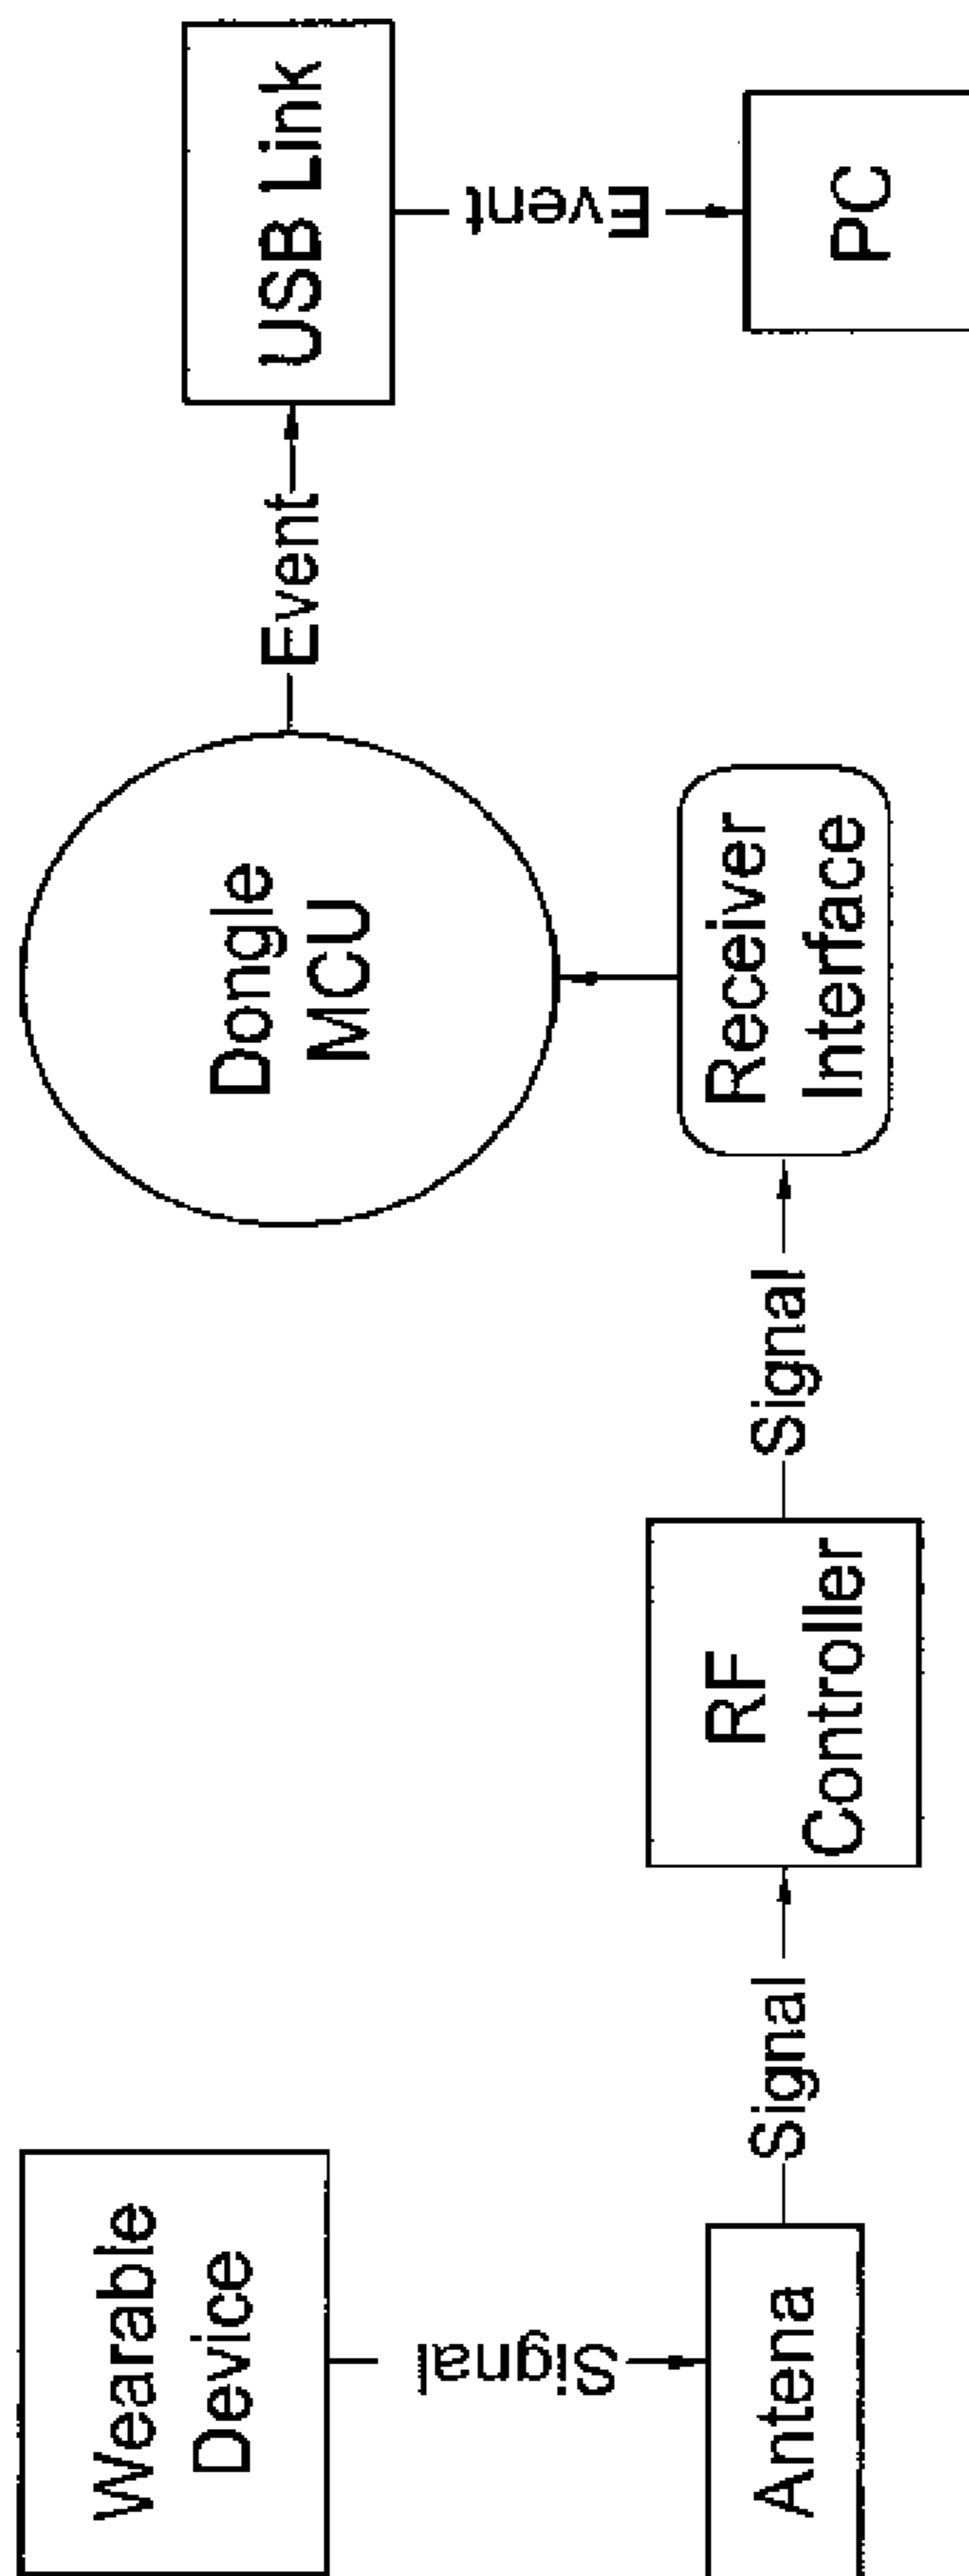 Wearable
Device
Signal
Antena
Signal
RF
Controller
Signal
Receiver
Interface
Dongle
MCU
Event
USB Link
Event
PC